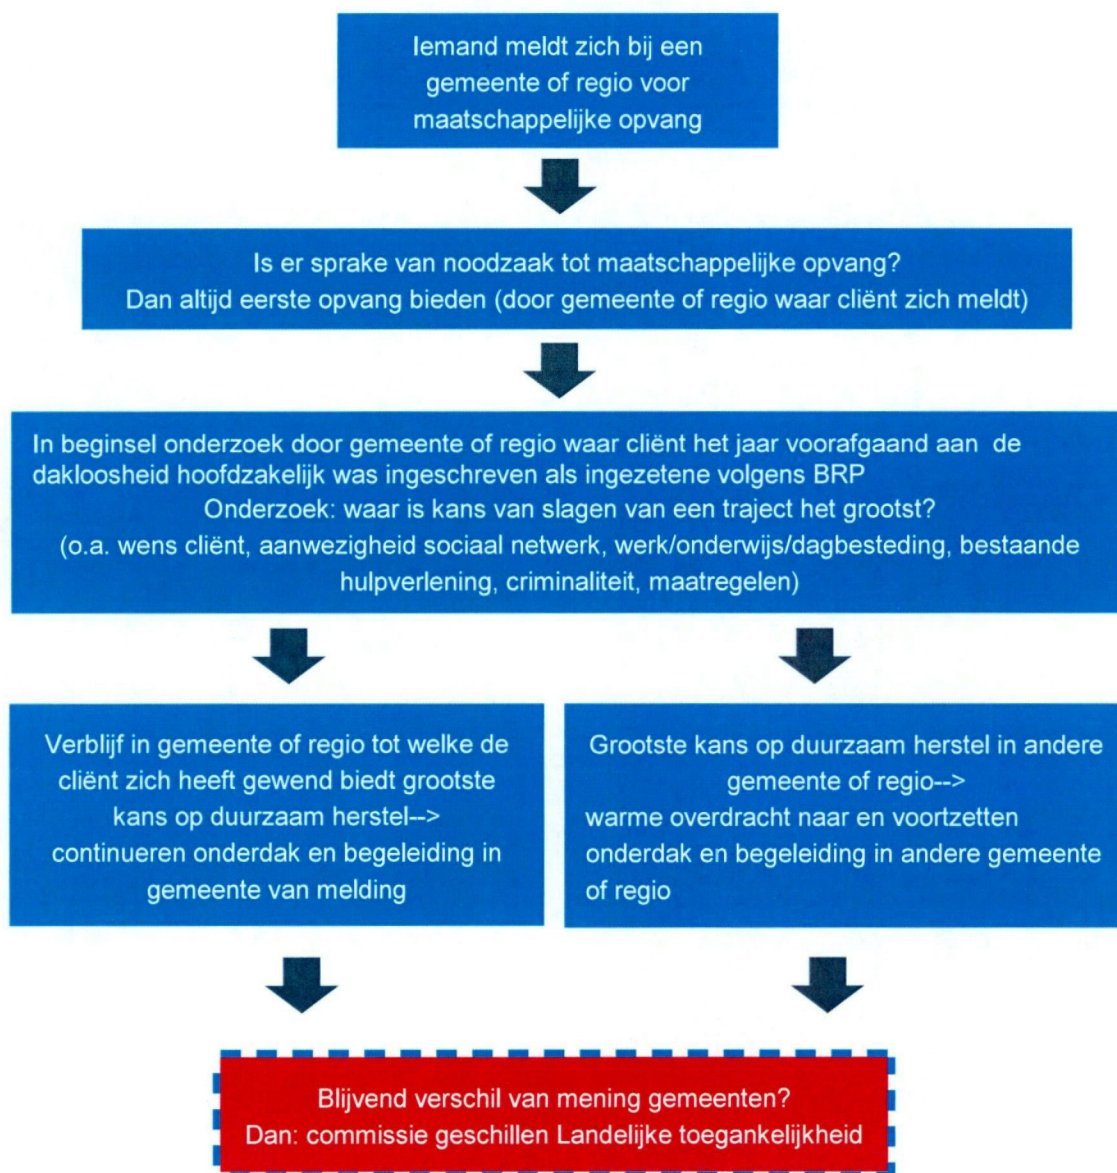 Iemand meldt zich bij een
gemeente of regio voor
maatschappelijke opvang
Is er sprake van noodzaak tot maatschappelijke opvang?
Dan altijd eerste opvang bieden (door gemeente of regio waar cliënt zich meldt)
In beginsel onderzoek door gemeente of regio waar cliënt het jaar voorafgaand aan de
dakloosheid hoofdzakelijk was ingeschreven als ingezetene volgens BRP
Onderzoek: waar is kans van slagen van een traject het grootst?
(o.a. wens cliënt, aanwezigheid sociaal netwerk, werk/onderwijs/dagbesteding, bestaande
hulpverlening, criminaliteit, maatregelen)
Verblijf in gemeente of regio tot welke de
cliënt zich heeft gewend biedt grootste
kans op duurzaam herstel-->
continueren onderdak en begeleiding in
gemeente van melding
Grootste kans op duurzaam herstel in andere
gemeente of regio-->
warme overdracht naar en voortzetten
onderdak en begeleiding in andere gemeente
of regio
Blijvend verschil van mening gemeenten?
Dan: commissie geschillen Landelijke toegankelijkheid